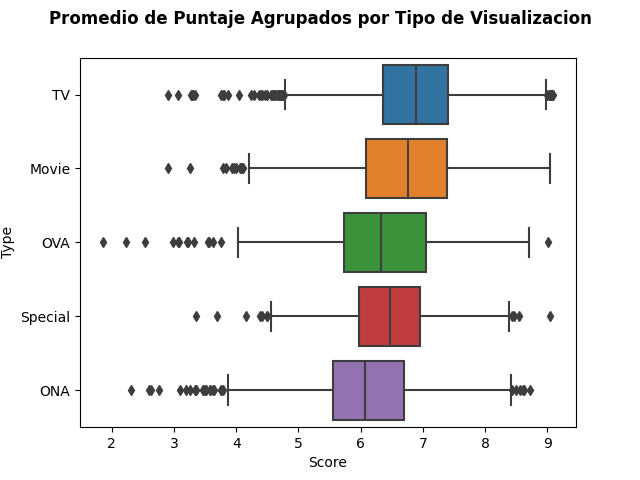 Promedio de Puntaje Agrupados por Tipo de Visualizacion
Type
TV
Movie
OVA
Special
ONA
2 3 4 5 6 7 8 9
Score